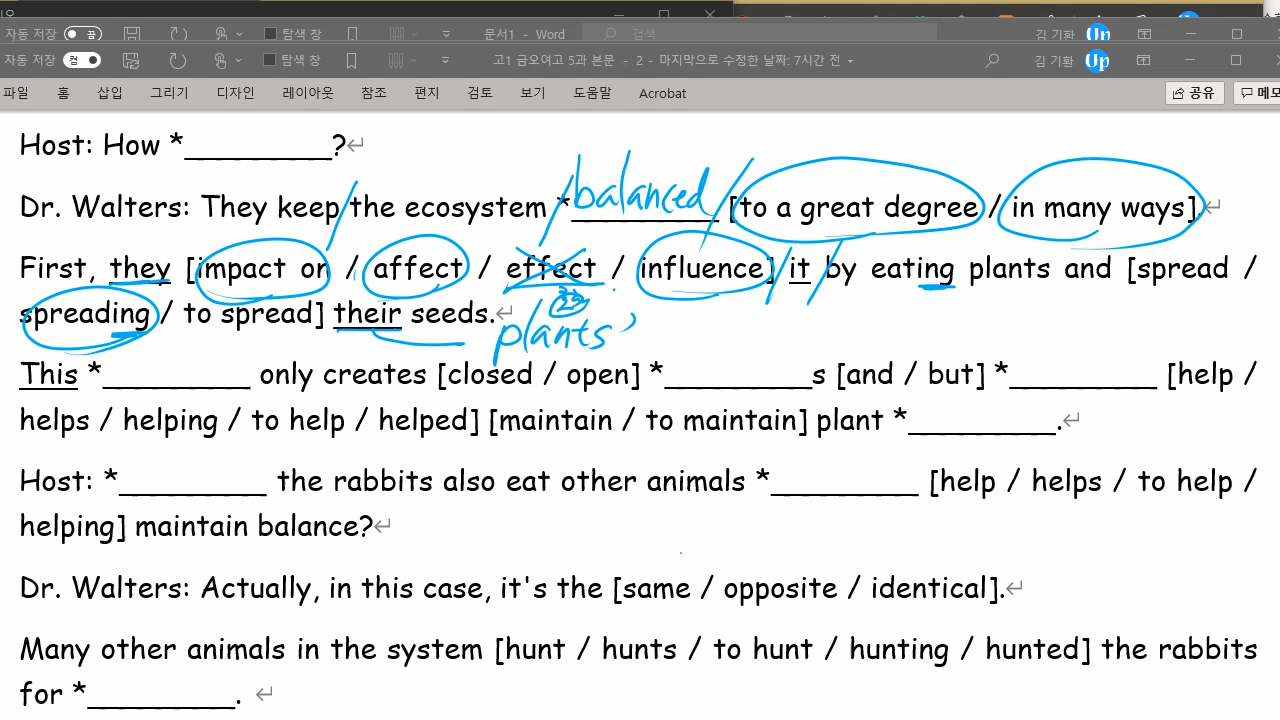 자동 저장 탐색 창 문서1 - Word 검색 김 기환
자동 저장 탐색 창 고1 금오여고 5과 본문 - 2 - 마지막으로 수정한 날짜: 7시간 전 김 기환 Up
파일 홈 삽입 그리기 디자인 레이아웃 참조 편지 검토 보기 도움말 Acrobat 공유 메모
Host: How *_________?
balanced
Dr. Walters: They keep the ecosystem *_________ [to a great degree / in many ways].
First, they [impact on / affect / effect / influence] it by eating plants and [spread /
spreading / to spread] their seeds.
plants'
This *_________ only creates [closed / open] *_________s [and / but] *_________ [help /
helps / helping / to help / helped] [maintain / to maintain] plant *_________.
Host: *_________ the rabbits also eat other animals *_________ [help / helps / to help /
helping] maintain balance?
Dr. Walters: Actually, in this case, it's the [same / opposite / identical].
Many other animals in the system [hunt / hunts / to hunt / hunting / hunted] the rabbits
for *_________.